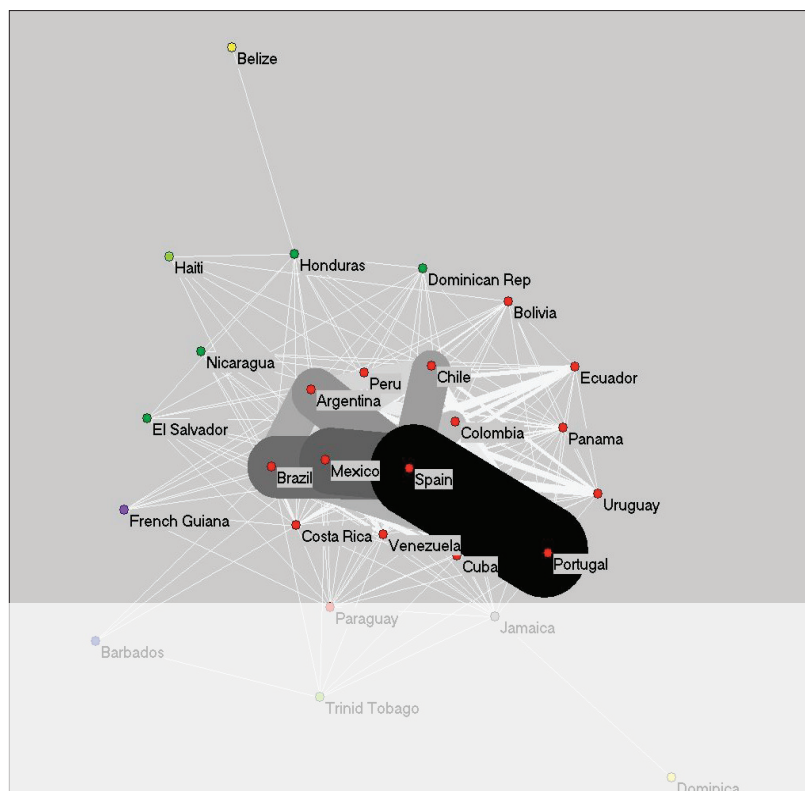 Belize
Haiti
Honduras
Dominican Rep
Bolivia
Nicaragua
Peru
Chile
Ecuador
Argentina
El Salvador
Colombia
Panama
Brazil
Mexico
Spain
Uruguay
French Guiana
Costa Rica
Venezuela
Cuba
Portugal
Paraguay
Jamaica
Barbados
Trinid Tobago
Dominica